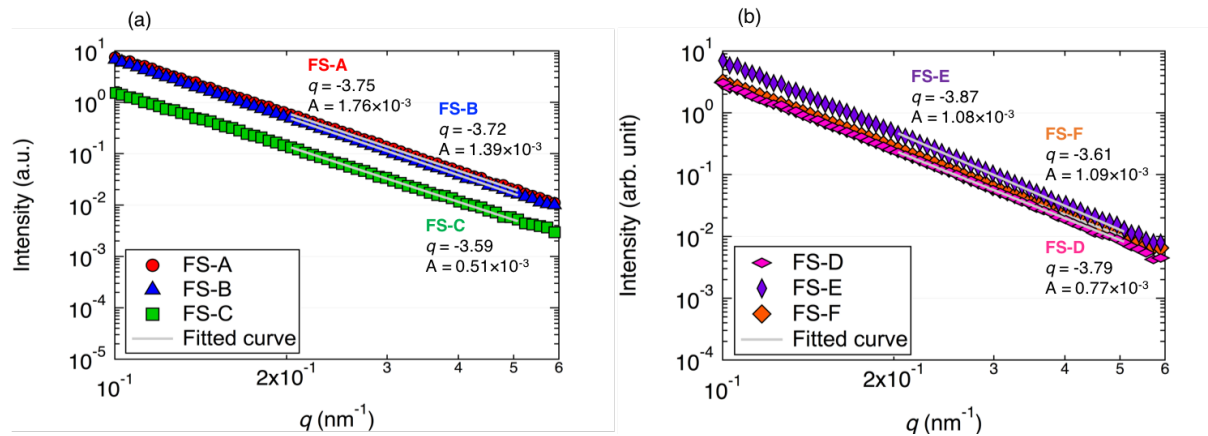 (a)
Intensity (a.u.)
10¹
10⁰
10⁻¹
10⁻²
10⁻³
10⁻⁴
10⁻⁵
FS-A
q = -3.75
A = 1.76×10⁻³
FS-B
q = -3.72
A = 1.39×10⁻³
FS-C
q = -3.59
A = 0.51×10⁻³
FS-A
FS-B
FS-C
Fitted curve
10⁻¹
2x10⁻¹
3
4
5
6
q (nm⁻¹)
(b)
Intensity (arb. unit)
10¹
10⁰
10⁻¹
10⁻²
10⁻³
10⁻⁴
FS-E
q = -3.87
A = 1.08×10⁻³
FS-F
q = -3.61
A = 1.09×10⁻³
FS-D
q = -3.79
A = 0.77×10⁻³
FS-D
FS-E
FS-F
Fitted curve
10⁻¹
2x10⁻¹
3
4
5
6
q (nm⁻¹)